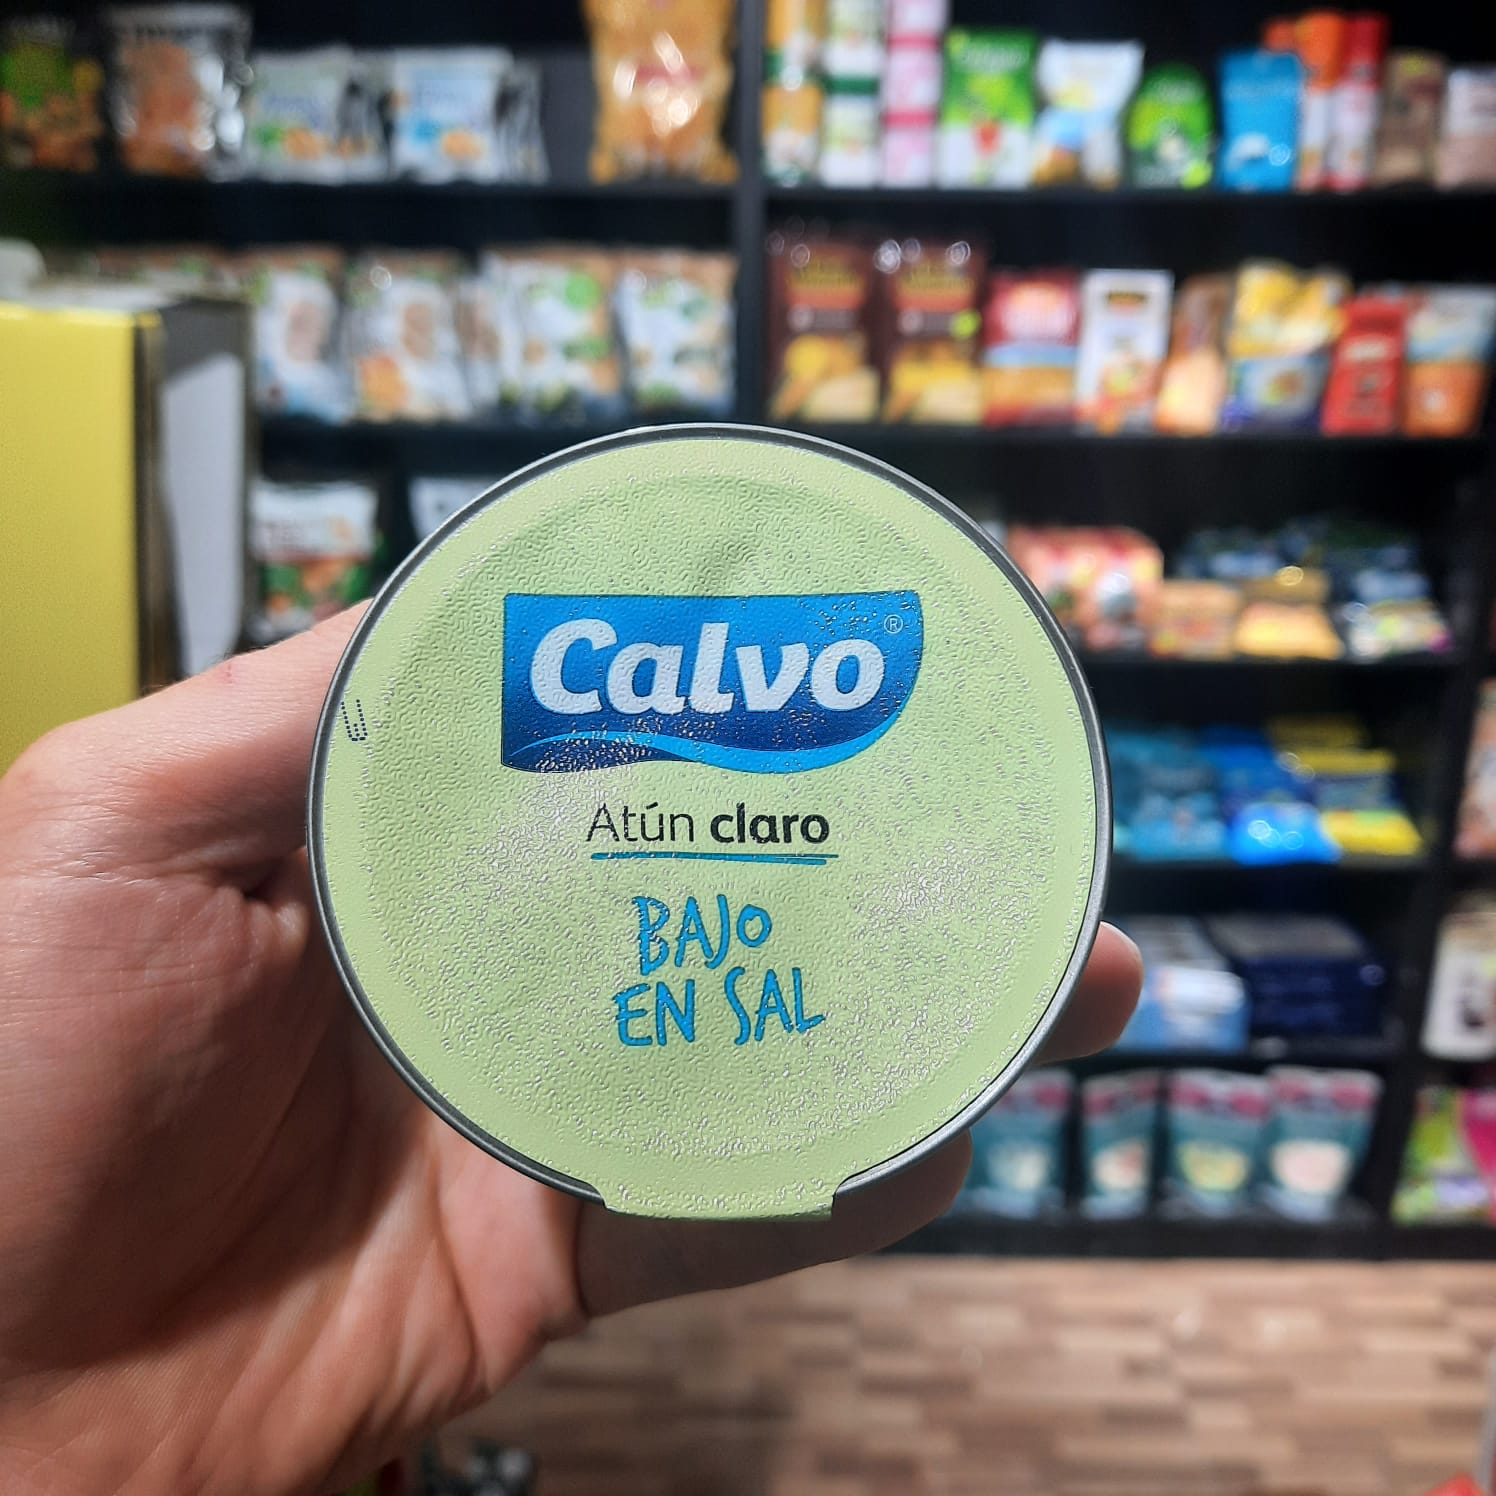 Calvo®
Atún claro
BAJO
EN SAL